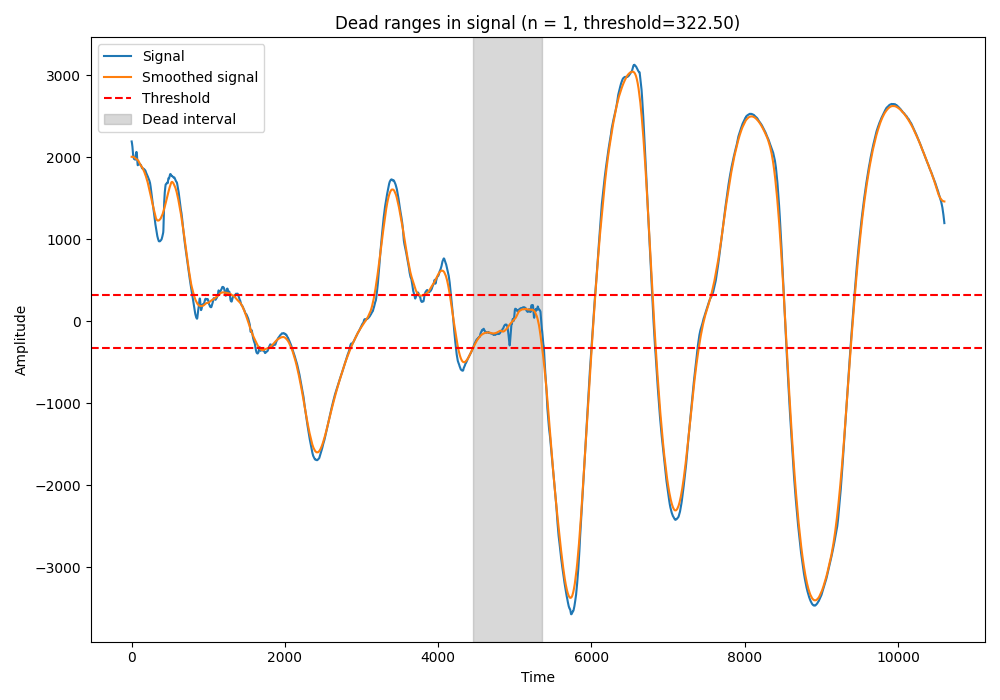 Dead ranges in signal (n = 1, threshold=322.50)
Signal
Smoothed signal
Threshold
Dead interval
3000
2000
1000
0
−1000
−2000
−3000
Amplitude
0 2000 4000 6000 8000 10000
Time